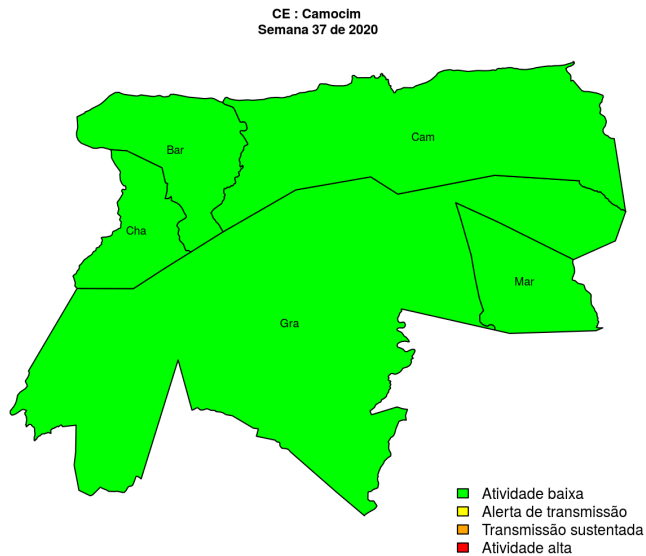 CE : Camocim
Semana 37 de 2020
Bar
Cam
Cha
Mar
Gra
Atividade baixa
Alerta de transmissão
Transmissão sustentada
Atividade alta